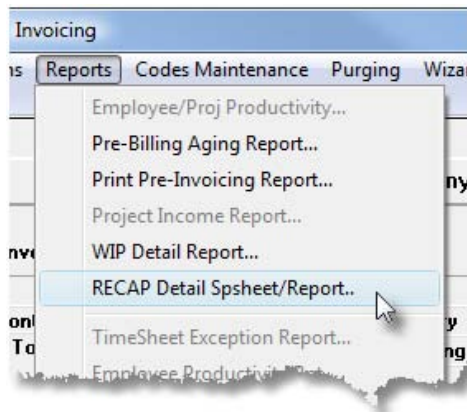 Invoicing
Reports Codes Maintenance Purging
Employee/Proj Productivity...
Pre-Billing Aging Report...
Print Pre-Invoicing Report...
Project Income Report...
WIP Detail Report...
RECAP Detail Spsheet/Report..
TimeSheet Exception Report...
Employee